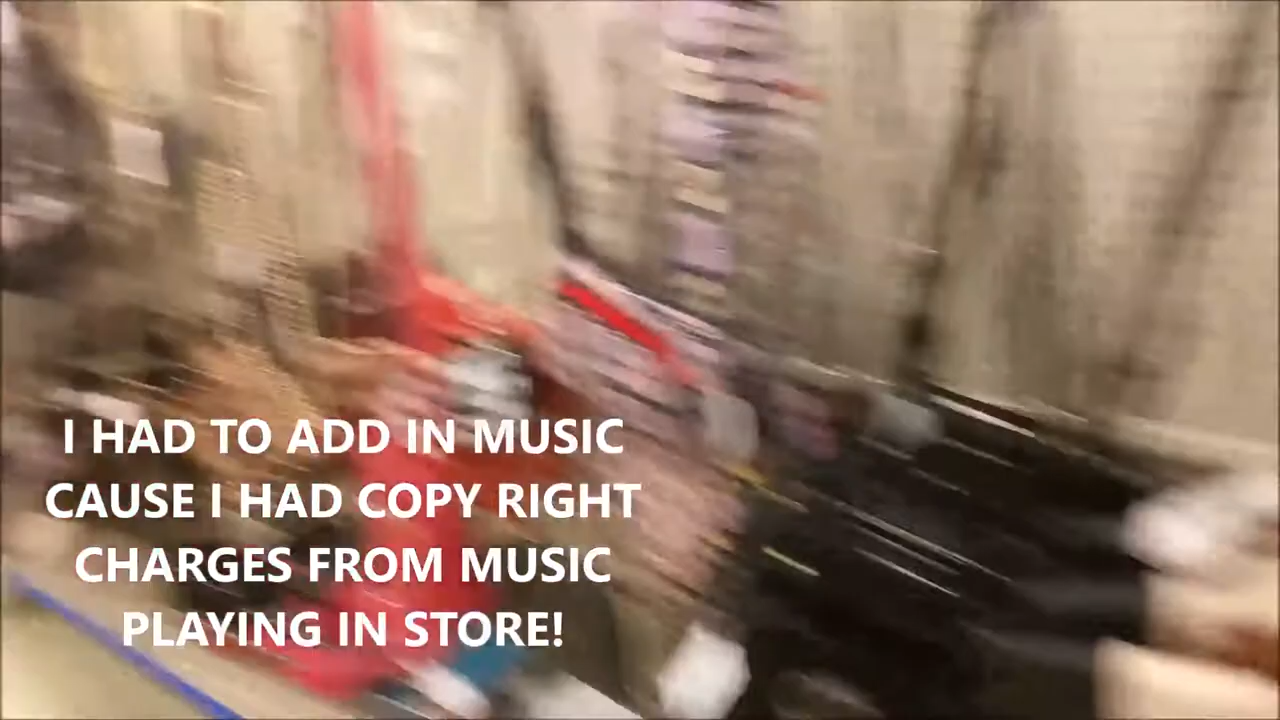 I HAD TO ADD IN MUSIC
CAUSE I HAD COPY RIGHT
CHARGES FROM MUSIC
PLAYING IN STORE!